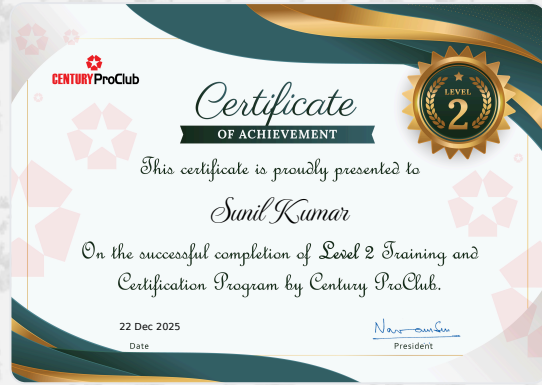 CENTURY ProClub
Certificate
OF ACHIEVEMENT
LEVEL
2
This certificate is proudly presented to
Sunil Kumar
On the successful completion of Level 2 Training and
Certification Program by Century ProClub.
22 Dec 2025
Date
President